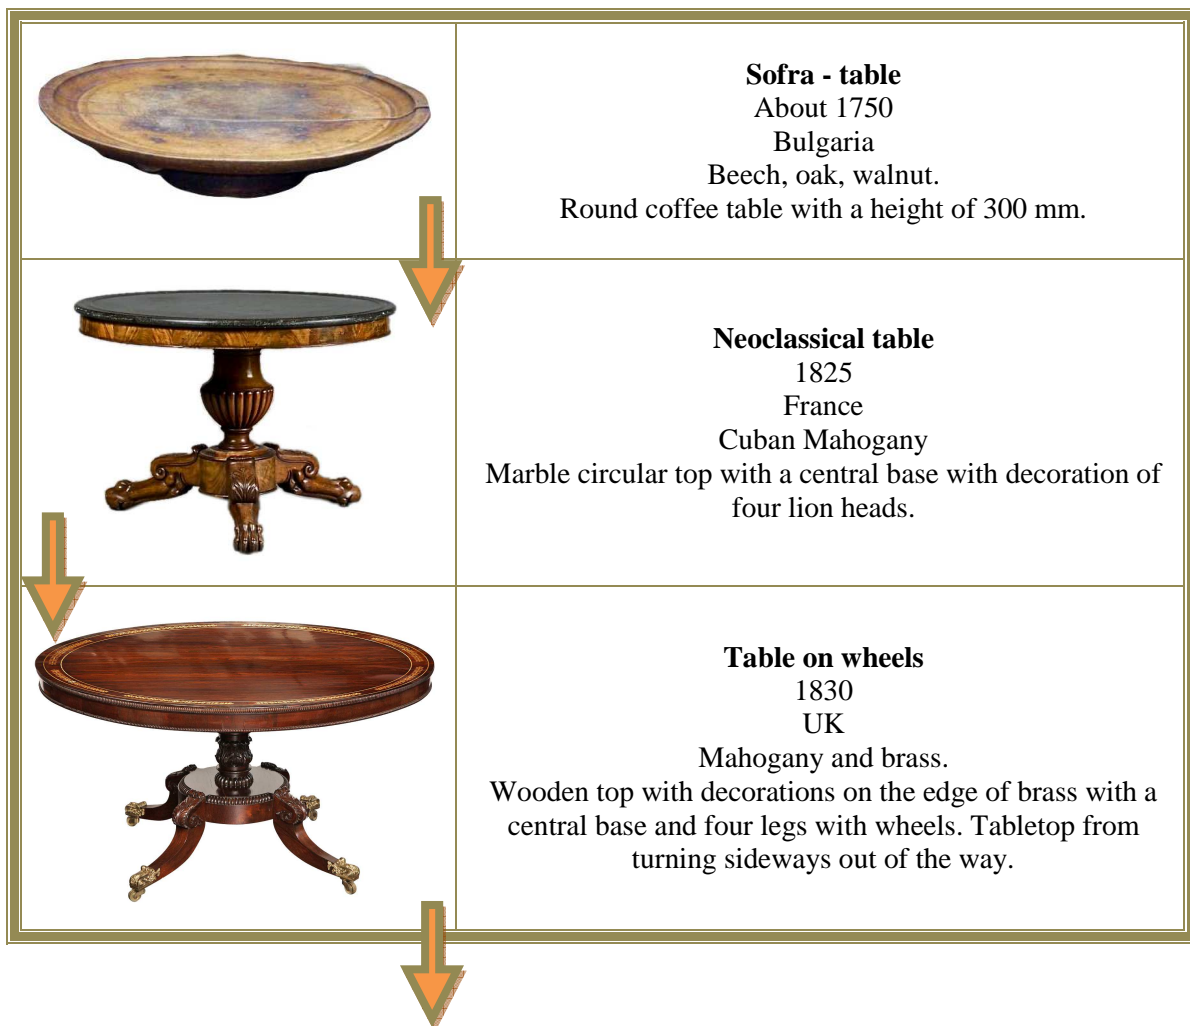 Sofra - table
About 1750
Bulgaria
Beech, oak, walnut.
Round coffee table with a height of 300 mm.
Neoclassical table
1825
France
Cuban Mahogany
Marble circular top with a central base with decoration of
four lion heads.
Table on wheels
1830
UK
Mahogany and brass.
Wooden top with decorations on the edge of brass with a
central base and four legs with wheels. Tabletop from
turning sideways out of the way.